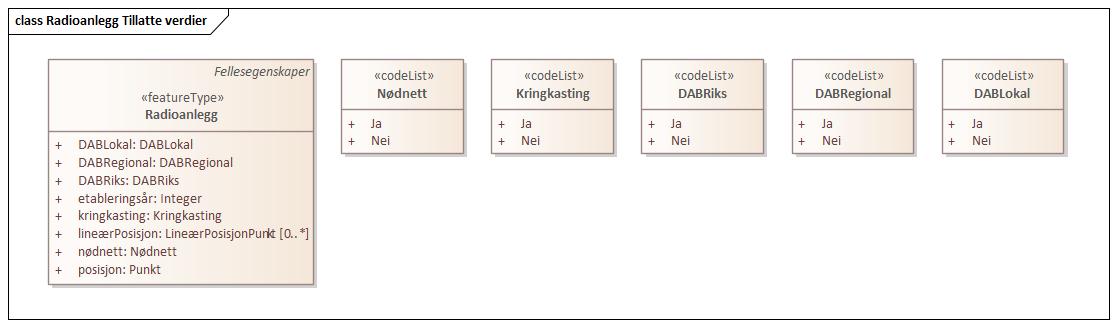 class Radioanlegg Tillatte verdier
Fellesegenskaper
«featureType»
Radioanlegg
+ DABLokal: DABLokal
+ DABRegional: DABRegional
+ DABRiks: DABRiks
+ etableringsår: Integer
+ kringkasting: Kringkasting
+ lineærPosisjon: LineærPosisjonPunkt [0..*]
+ nødnett: Nødnett
+ posisjon: Punkt
«codeList»
Nødnett
+ Ja
+ Nei
«codeList»
Kringkasting
+ Ja
+ Nei
«codeList»
DABRiks
+ Ja
+ Nei
«codeList»
DABRegional
+ Ja
+ Nei
«codeList»
DABLokal
+ Ja
+ Nei